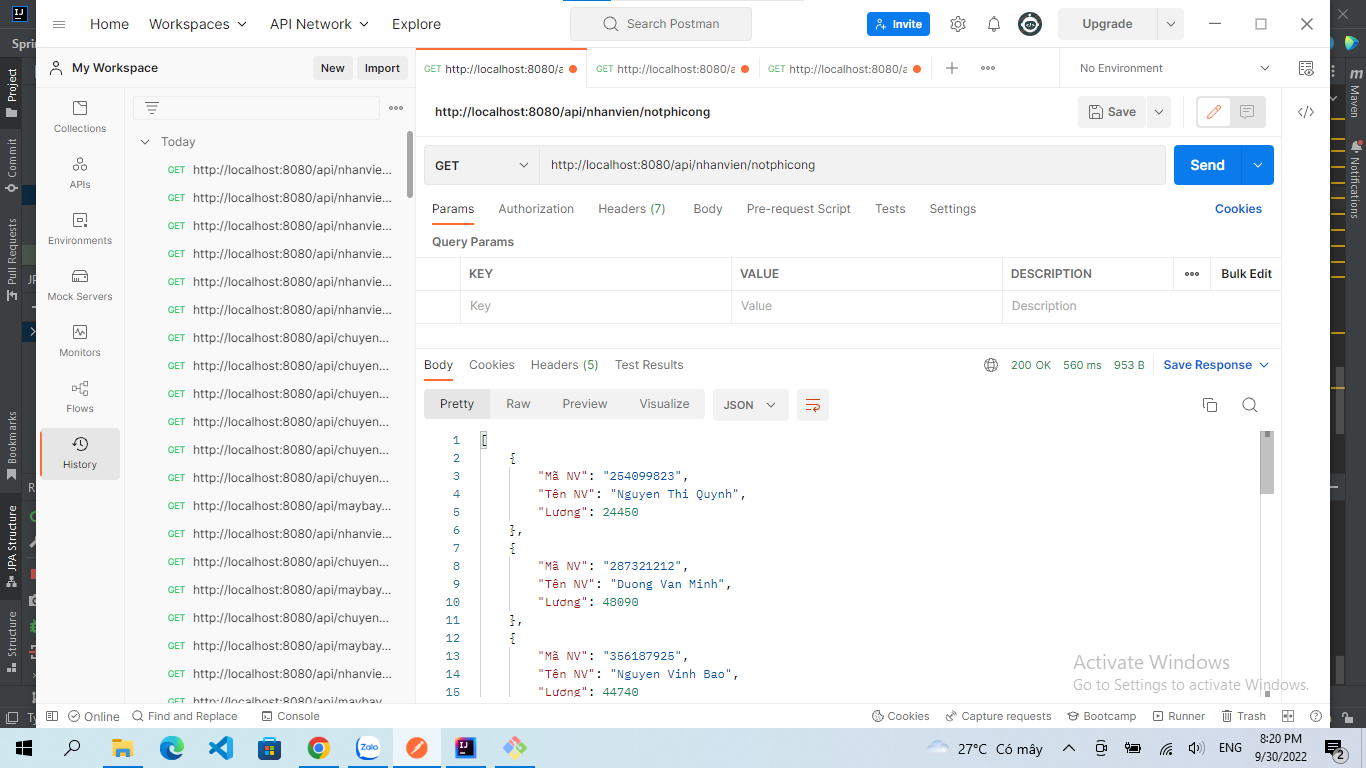 Sprin
Home Workspaces API Network Explore Search Postman Invite Upgrade
My Workspace New Import
GET http://localhost:8080/a GET http://localhost:8080/a GET http://localhost:8080/a No Environment
Project
Commit
Pull Requests
Bookmarks
JPA Structure
Structure
Maven
Notifications
Collections
APIs
Environments
Mock Servers
Monitors
Flows
History
Today
GET http://localhost:8080/api/nhanvie...
GET http://localhost:8080/api/nhanvie...
GET http://localhost:8080/api/nhanvie...
GET http://localhost:8080/api/nhanvie...
GET http://localhost:8080/api/nhanvie...
GET http://localhost:8080/api/nhanvie...
GET http://localhost:8080/api/chuyen...
GET http://localhost:8080/api/chuyen...
GET http://localhost:8080/api/chuyen...
GET http://localhost:8080/api/chuyen...
GET http://localhost:8080/api/chuyen...
GET http://localhost:8080/api/chuyen...
GET http://localhost:8080/api/maybay...
GET http://localhost:8080/api/nhanvie...
GET http://localhost:8080/api/chuyen...
GET http://localhost:8080/api/maybay...
GET http://localhost:8080/api/chuyen...
GET http://localhost:8080/api/maybay...
GET http://localhost:8080/api/nhanvie...
GET http://localhost:8080/api/maybay
http://localhost:8080/api/nhanvien/notphicong Save
GET http://localhost:8080/api/nhanvien/notphicong Send
Params Authorization Headers (7) Body Pre-request Script Tests Settings Cookies
Query Params
KEY VALUE DESCRIPTION Bulk Edit
Key Value Description
Body Cookies Headers (5) Test Results 200 OK 560 ms 953 B Save Response
Pretty Raw Preview Visualize JSON
1 [
2 {
3 "Mã NV": "254099823",
4 "Tên NV": "Nguyen Thi Quynh",
5 "Lương": 24450
6 },
7 {
8 "Mã NV": "287321212",
9 "Tên NV": "Duong Van Minh",
10 "Lương": 48090
11 },
12 {
13 "Mã NV": "356187925",
14 "Tên NV": "Nguyen Vinh Bao",
15 "Lương": 44740
Activate Windows
Go to Settings to activate Windows.
Online Find and Replace Console Cookies Capture requests Bootcamp Runner Trash
Zalo 27°C Có mây ENG 8:20 PM
9/30/2022 2